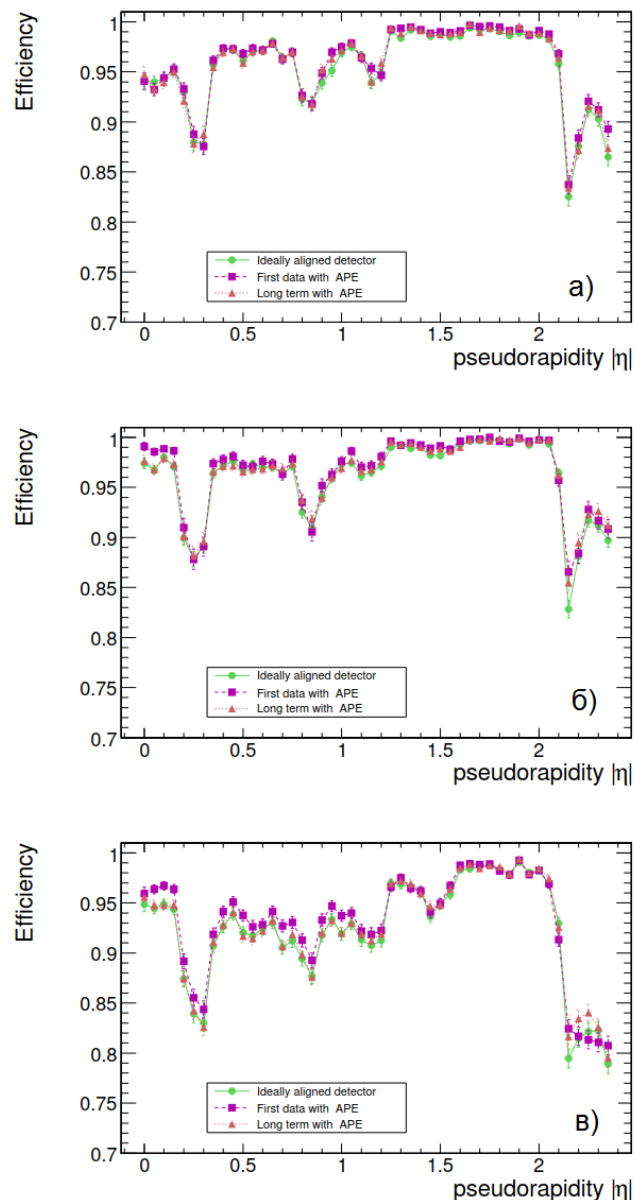 Efficiency
1
0.95
0.9
0.85
0.8
0.75
0.7
Ideally aligned detector
First data with APE
Long term with APE
а)
0 0.5 1 1.5 2
pseudorapidity |η|
Efficiency
1
0.95
0.9
0.85
0.8
0.75
0.7
Ideally aligned detector
First data with APE
Long term with APE
б)
0 0.5 1 1.5 2
pseudorapidity |η|
Efficiency
1
0.95
0.9
0.85
0.8
0.75
0.7
Ideally aligned detector
First data with APE
Long term with APE
в)
0 0.5 1 1.5 2
pseudorapidity |η|